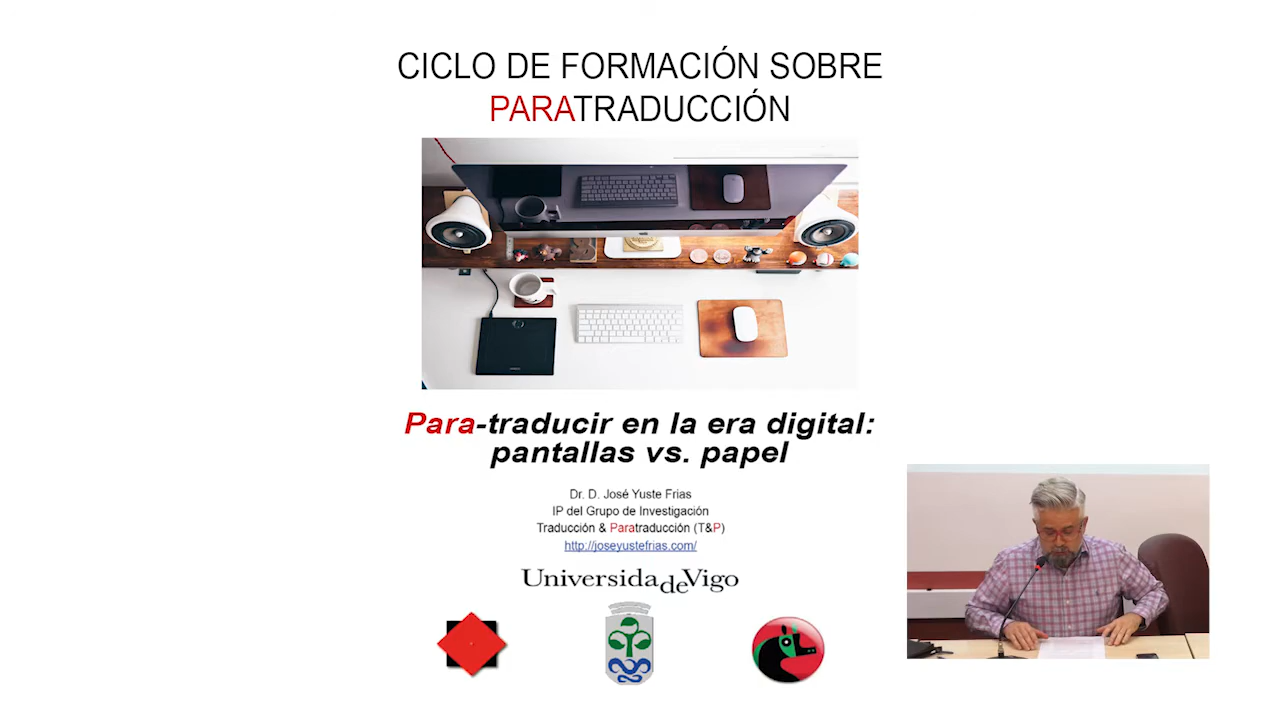 CICLO DE FORMACIÓN SOBRE
PARATRADUCCIÓN
Para-traducir en la era digital:
pantallas vs. papel
Dr. D. José Yuste Frias
IP del Grupo de Investigación
Traducción & Paratraducción (T&P)
http://joseyustefrias.com/
UniversidadeVigo